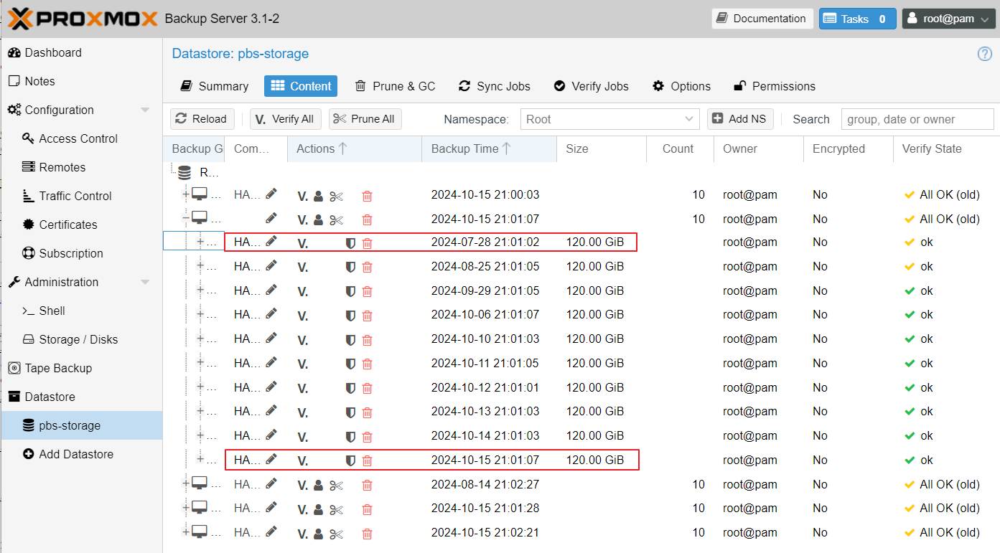 PROXMOX Backup Server 3.1-2 Documentation Tasks 0 root@pam
Dashboard
Notes
Configuration
Access Control
Remotes
Traffic Control
Certificates
Subscription
Administration
>_ Shell
Storage / Disks
Tape Backup
Datastore
pbs-storage
Add Datastore
Datastore: pbs-storage ?
Summary Content Prune & GC Sync Jobs Verify Jobs Options Permissions
Reload V. Verify All Prune All Namespace: Root Add NS Search group, date or owner
Backup G Com... Actions Backup Time Size Count Owner Encrypted Verify State
R...
... HA... V. 2024-10-15 21:00:03 10 root@pam No All OK (old)
... V. 2024-10-15 21:01:07 10 root@pam No All OK (old)
... HA... V. 2024-07-28 21:01:02 120.00 GiB root@pam No ok
... HA... V. 2024-08-25 21:01:05 120.00 GiB root@pam No ok
... HA... V. 2024-09-29 21:01:05 120.00 GiB root@pam No ok
... HA... V. 2024-10-06 21:01:07 120.00 GiB root@pam No ok
... HA... V. 2024-10-10 21:01:03 120.00 GiB root@pam No ok
... HA... V. 2024-10-11 21:01:05 120.00 GiB root@pam No ok
... HA... V. 2024-10-12 21:01:01 120.00 GiB root@pam No ok
... HA... V. 2024-10-13 21:01:03 120.00 GiB root@pam No ok
... HA... V. 2024-10-14 21:01:03 120.00 GiB root@pam No ok
... HA... V. 2024-10-15 21:01:07 120.00 GiB root@pam No ok
... HA... V. 2024-08-14 21:02:27 10 root@pam No All OK (old)
... HA... V. 2024-10-15 21:01:28 10 root@pam No All OK (old)
... HA... V. 2024-10-15 21:02:21 10 root@pam No All OK (old)